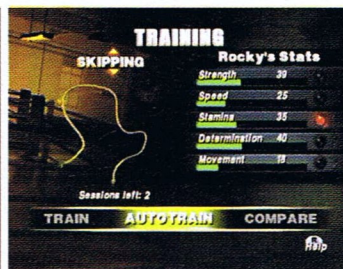 TRAINING
SKIPPING
Rocky's Stats
Strength 39
Speed 25
Stamina 35
Determination 40
Movement 18
Sessions left: 2
TRAIN AUTOTRAIN COMPARE
Help